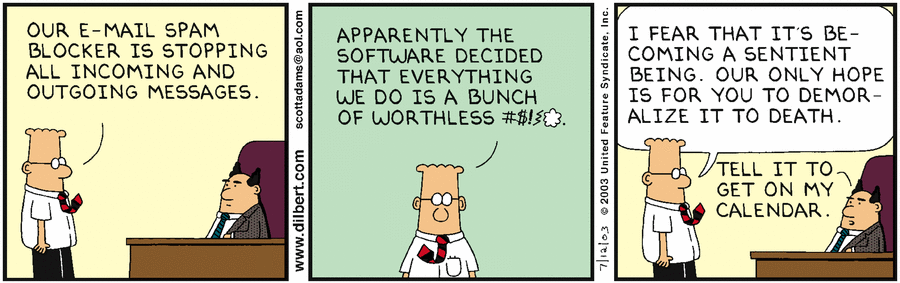 OUR E-MAIL SPAM
BLOCKER IS STOPPING
ALL INCOMING AND
OUTGOING MESSAGES.
www.dilbert.com scottadams@aol.com
APPARENTLY THE
SOFTWARE DECIDED
THAT EVERYTHING
WE DO IS A BUNCH
OF WORTHLESS #$!
7/12/03 © 2003 United Feature Syndicate, Inc.
I FEAR THAT IT'S BE-
COMING A SENTIENT
BEING. OUR ONLY HOPE
IS FOR YOU TO DEMOR-
ALIZE IT TO DEATH.
TELL IT TO
GET ON MY
CALENDAR.